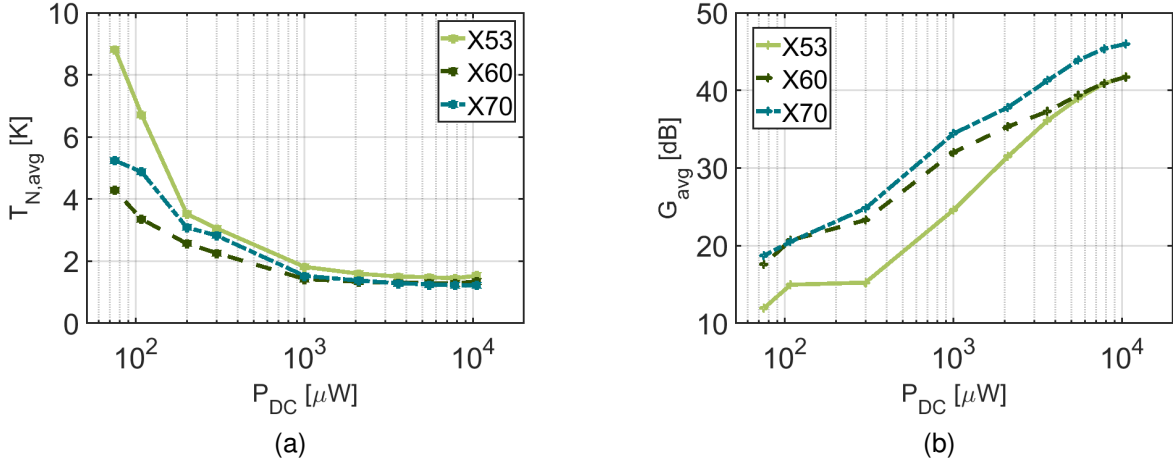 10
8
6
4
2
0
T_N,avg [K]
X53
X60
X70
10^2
10^3
10^4
P_DC [μW]
(a)
50
40
30
20
10
G_avg [dB]
X53
X60
X70
10^2
10^3
10^4
P_DC [μW]
(b)